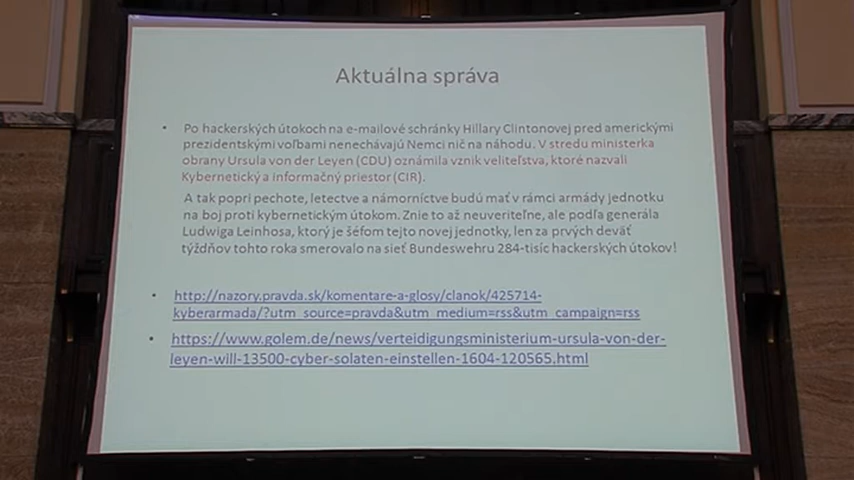 Aktuálna správa
• Po hackerských útokoch na e-mailové schránky Hillary Clintonovej pred americkými
prezidentskými voľbami nenechávajú Nemci nič na náhodu. V stredu ministerka
obrany Ursula von der Leyen (CDU) oznámila vznik veliteľstva, ktoré nazvali
Kybernetický a informačný priestor (CIR).
A tak popri pechote, letectve a námorníctve budú mať v rámci armády jednotku
na boj proti kybernetickým útokom. Znie to až neuveriteľne, ale podľa generála
Ludwiga Leinhosa, ktorý je šéfom tejto novej jednotky, len za prvých deväť
týždňov tohto roka smerovalo na sieť Bundeswehru 284-tisíc hackerských útokov!
• http://nazory.pravda.sk/komentare-a-glosy/clanok/425714-
kyberarmada/?utm_source=pravda&utm_medium=rss&utm_campaign=rss
• https://www.golem.de/news/verteidigungsministerium-ursula-von-der-
leyen-will-13500-cyber-solaten-einstellen-1604-120565.html